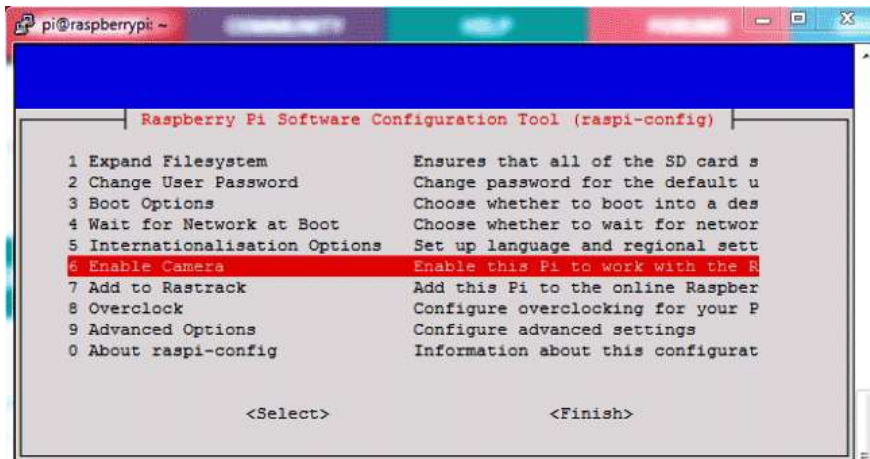 pi@raspberrypi: ~
Raspberry Pi Software Configuration Tool (raspi-config)
1 Expand Filesystem Ensures that all of the SD card s
2 Change User Password Change password for the default u
3 Boot Options Choose whether to boot into a des
4 Wait for Network at Boot Choose whether to wait for networ
5 Internationalisation Options Set up language and regional sett
6 Enable Camera Enable this Pi to work with the R
7 Add to Rastrack Add this Pi to the online Raspber
8 Overclock Configure overclocking for your P
9 Advanced Options Configure advanced settings
0 About raspi-config Information about this configurat
<Select> <Finish>